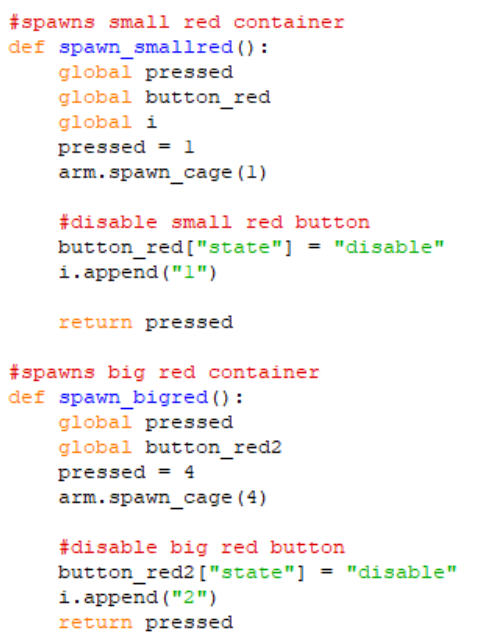 #spawns small red container
def spawn_smallred():
    global pressed
    global button_red
    global i
    pressed = 1
    arm.spawn_cage(1)

    #disable small red button
    button_red["state"] = "disable"
    i.append("1")

    return pressed

#spawns big red container
def spawn_bigred():
    global pressed
    global button_red2
    pressed = 4
    arm.spawn_cage(4)

    #disable big red button
    button_red2["state"] = "disable"
    i.append("2")
    return pressed